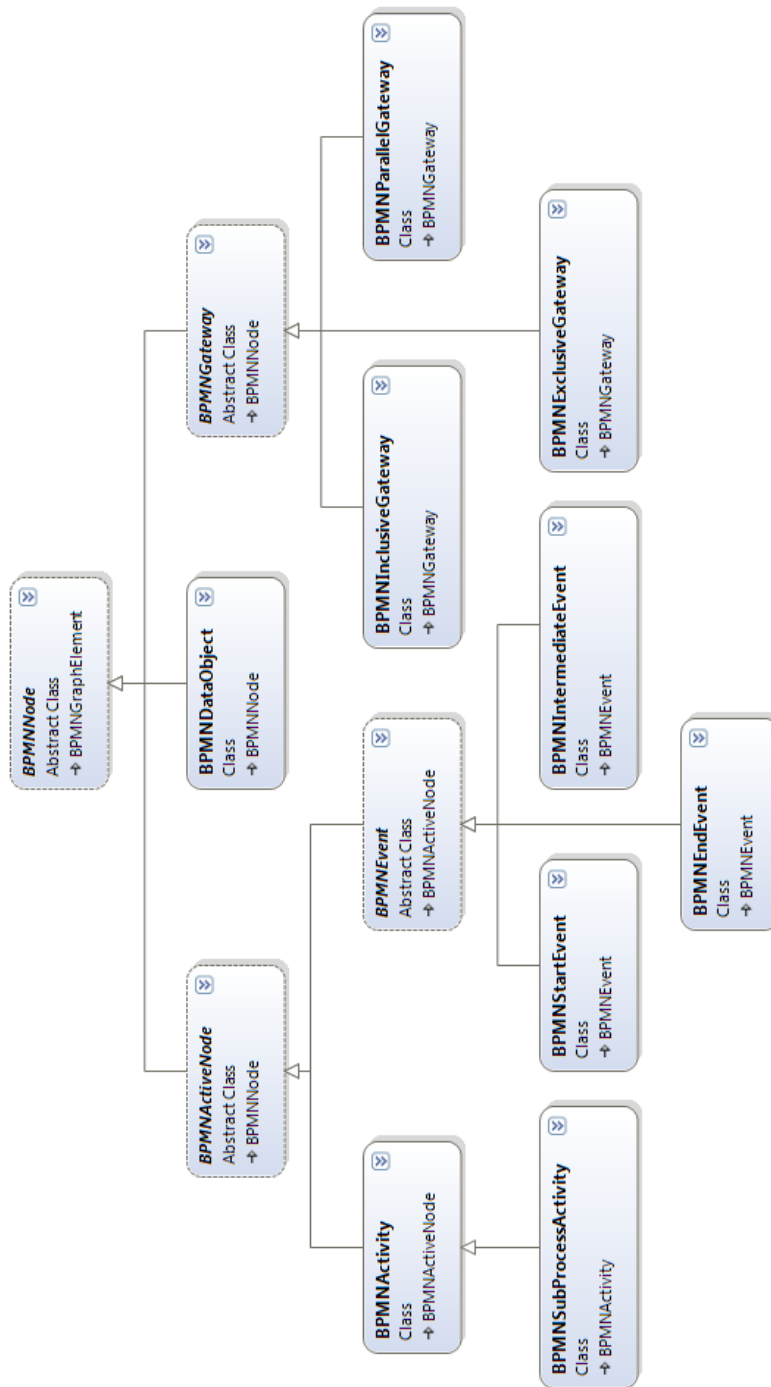 BPMNNode
Abstract Class
BPMNGraphElement
BPMNActiveNode
Abstract Class
BPMNNode
BPMNDataObject
Class
BPMNNode
BPMNGateway
Abstract Class
BPMNNode
BPMNActivity
Class
BPMNActiveNode
BPMNEvent
Abstract Class
BPMNActiveNode
BPMNInclusiveGateway
Class
BPMNGateway
BPMNParallelGateway
Class
BPMNGateway
BPMNSubProcessActivity
Class
BPMNActivity
BPMNStartEvent
Class
BPMNEvent
BPMNIntermediateEvent
Class
BPMNEvent
BPMNExclusiveGateway
Class
BPMNGateway
BPMNEndEvent
Class
BPMNEvent